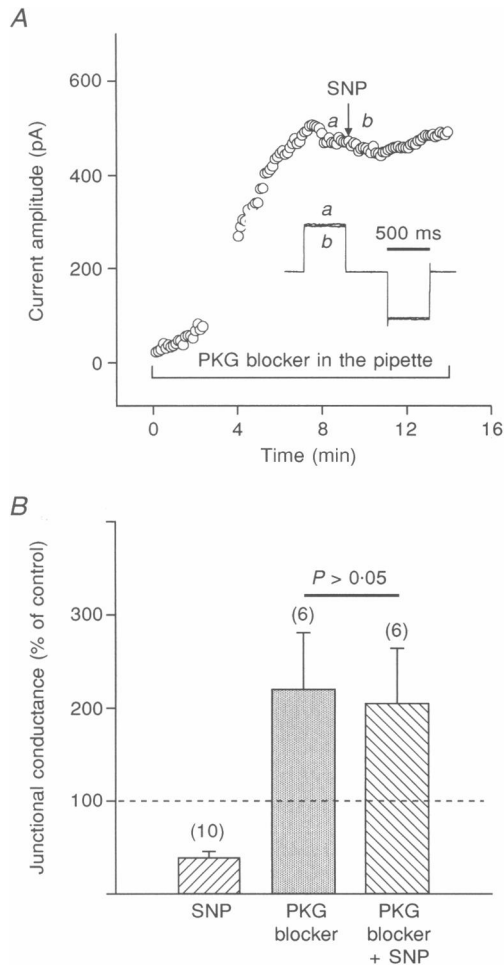 A
Current amplitude (pA)
600
400
200
0
SNP
a b
a
b
500 ms
PKG blocker in the pipette
0 4 8 12 16
Time (min)
B
Junctional conductance (% of control)
300
200
100
P > 0·05
(10)
(6)
(6)
SNP
PKG
blocker
PKG
blocker
+ SNP